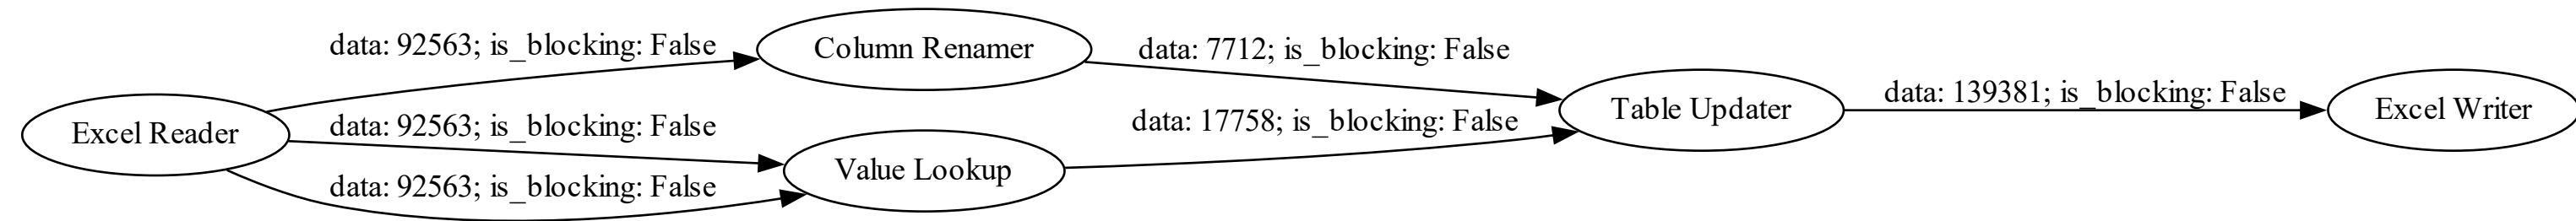 data: 92563; is_blocking: False
Column Renamer
data: 7712; is_blocking: False
Excel Reader
data: 92563; is_blocking: False
data: 92563; is_blocking: False
Value Lookup
data: 17758; is_blocking: False
Table Updater
data: 139381; is_blocking: False
Excel Writer